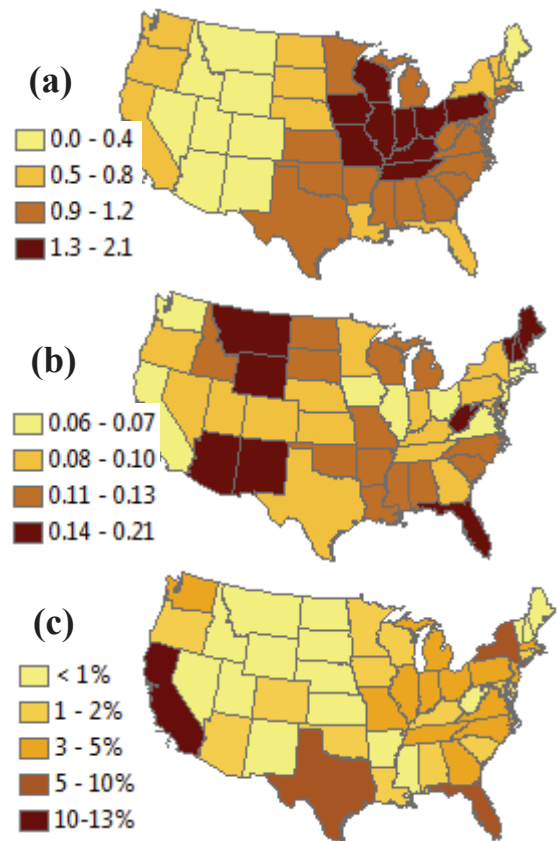 (a)
0.0 - 0.4
0.5 - 0.8
0.9 - 1.2
1.3 - 2.1
(b)
0.06 - 0.07
0.08 - 0.10
0.11 - 0.13
0.14 - 0.21
(c)
< 1%
1 - 2%
3 - 5%
5 - 10%
10-13%